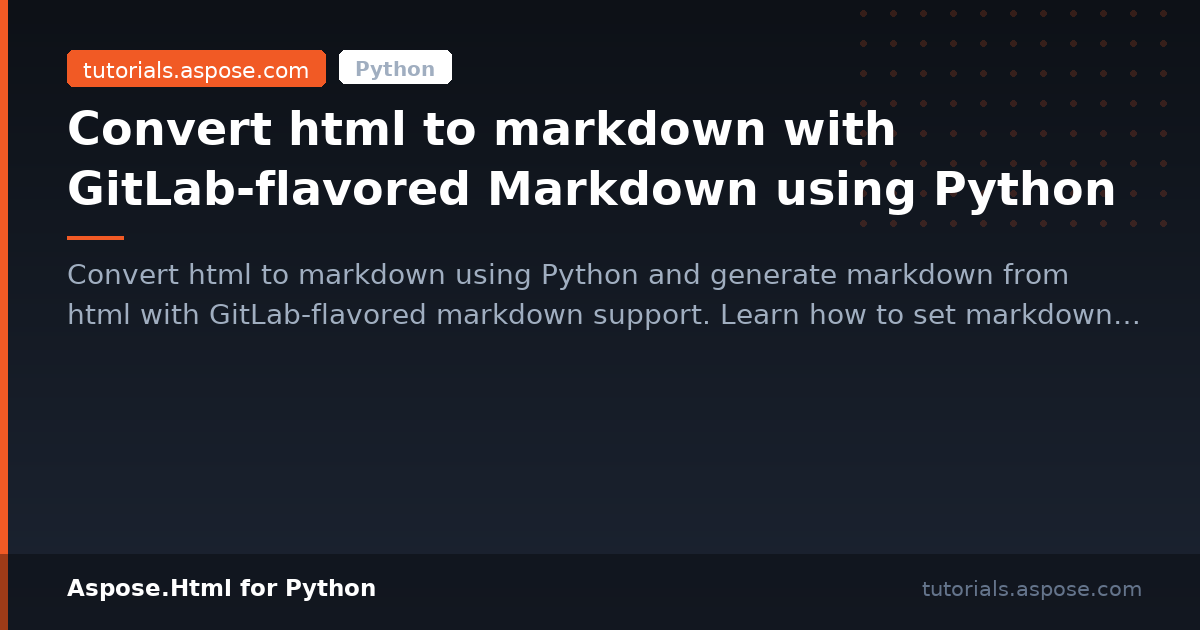 tutorials.aspose.com
Python
Convert html to markdown with
GitLab-flavored Markdown using Python
Convert html to markdown using Python and generate markdown from
html with GitLab-flavored markdown support. Learn how to set markdown...
Aspose.Html for Python
tutorials.aspose.com